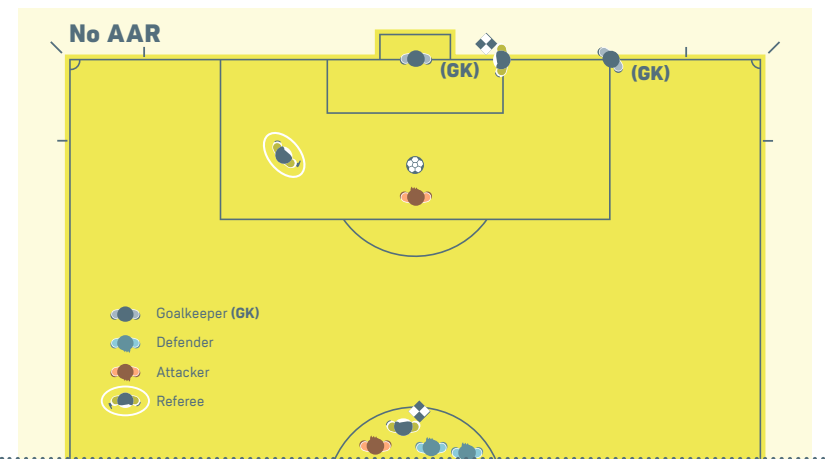 No AAR
(GK)
(GK)
Goalkeeper (GK)
Defender
Attacker
Referee